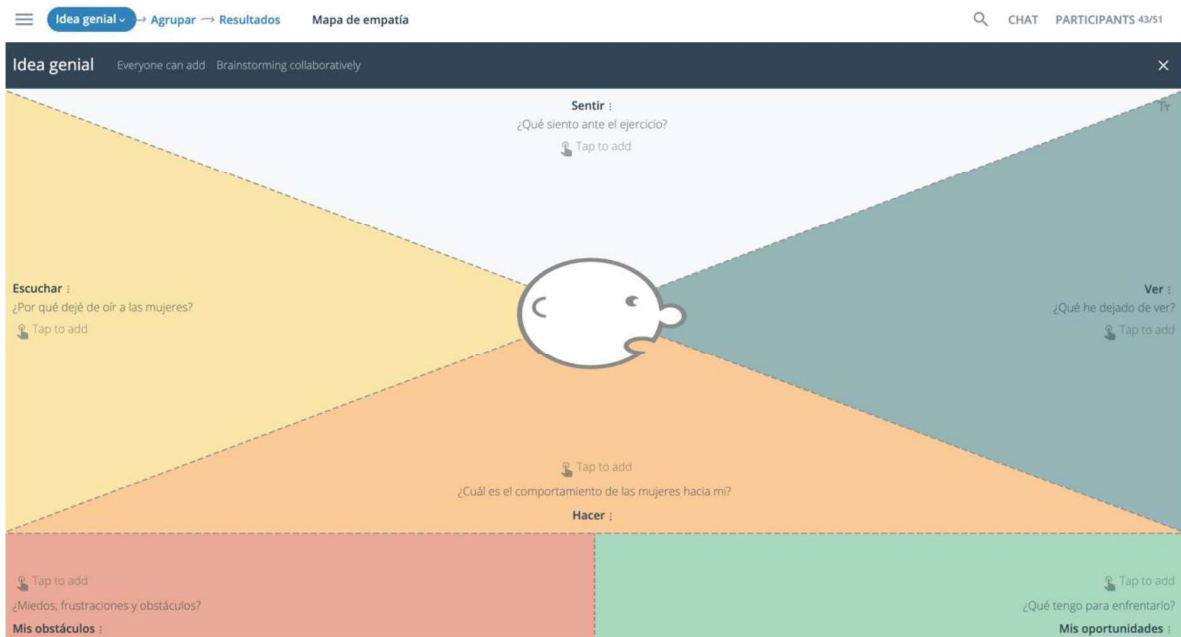 Idea genial → Agrupar → Resultados Mapa de empatía CHAT PARTICIPANTS 43/51
Idea genial Everyone can add Brainstorming collaboratively
Sentir
¿Qué siento ante el ejercicio?
Tap to add
Tт
Escuchar
¿Por qué dejé de oír a las mujeres?
Tap to add
Ver
¿Qué he dejado de ver?
Tap to add
Tap to add
¿Cuál es el comportamiento de las mujeres hacia mi?
Hacer
Tap to add
¿Miedos, frustraciones y obstáculos?
Mis obstáculos
Tap to add
¿Qué tengo para enfrentarlo?
Mis oportunidades